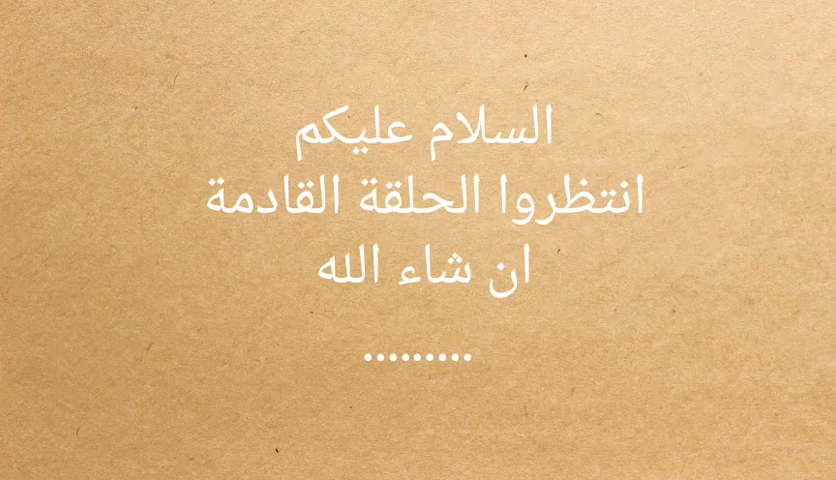 السلام عليكم
انتظروا الحلقة القادمة
ان شاء الله
.........